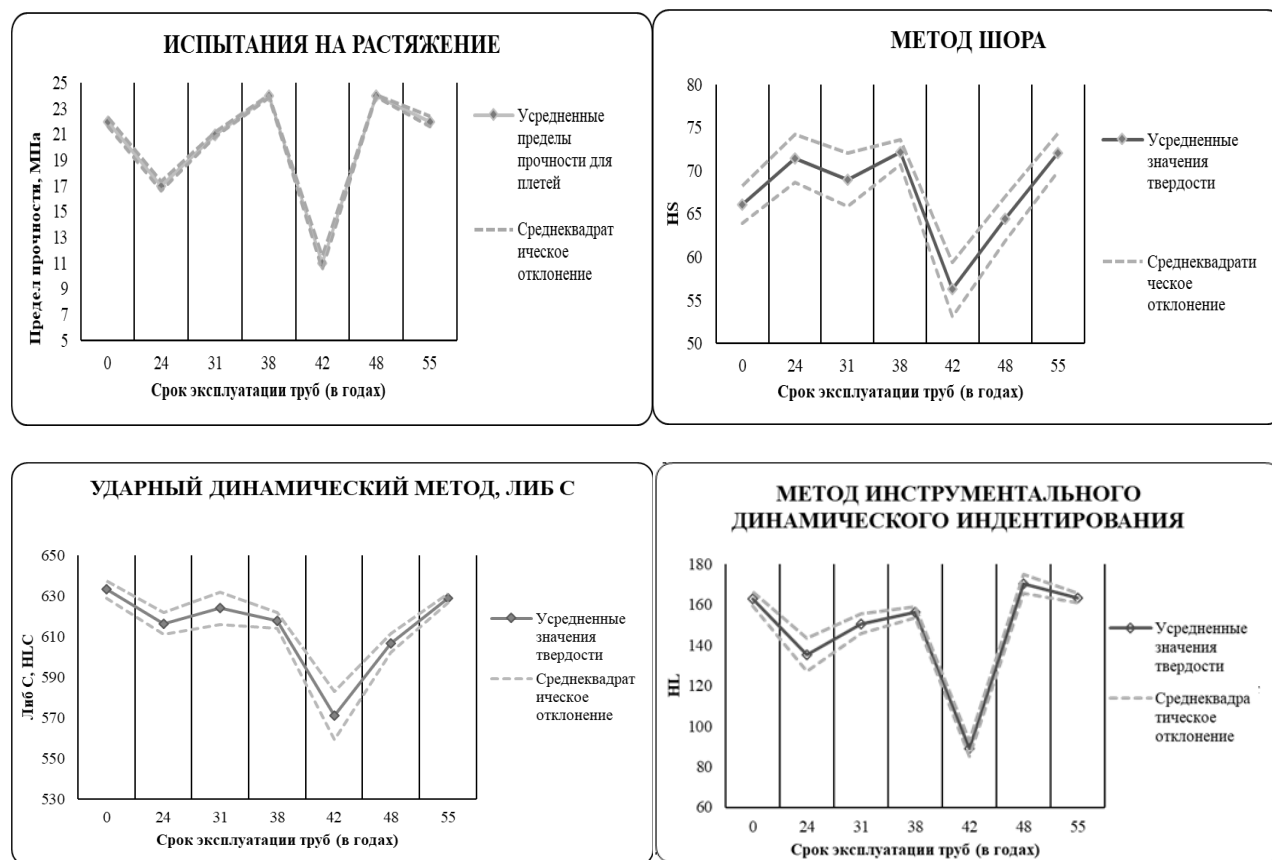 ИСПЫТАНИЯ НА РАСТЯЖЕНИЕ
Предел прочности, МПа
25
23
21
19
17
15
13
11
9
7
5
0 24 31 38 42 48 55
Срок эксплуатации труб (в годах)
Усредненные
пределы
прочности для
плетей
Среднеквадрат
ическое
отклонение
МЕТОД ШОРА
HS
80
75
70
65
60
55
50
0 24 31 38 42 48 55
Срок эксплуатации труб (в годах)
Усредненные
значения
твердости
Среднеквадрати
ческое
отклонение
УДАРНЫЙ ДИНАМИЧЕСКИЙ МЕТОД, ЛИБ С
Либ С, HLC
650
630
610
590
570
550
530
0 24 31 38 42 48 55
Срок эксплуатации труб (в годах)
Усредненные
значения
твердости
Среднеквадрат
ическое
отклонение
МЕТОД ИНСТРУМЕНТАЛЬНОГО
ДИНАМИЧЕСКОГО ИНДЕНТИРОВАНИЯ
HL
180
160
140
120
100
80
60
0 24 31 38 42 48 55
Срок эксплуатации труб (в годах)
Усредненные
значения
твердости
Среднеквадра
тическое
отклонение